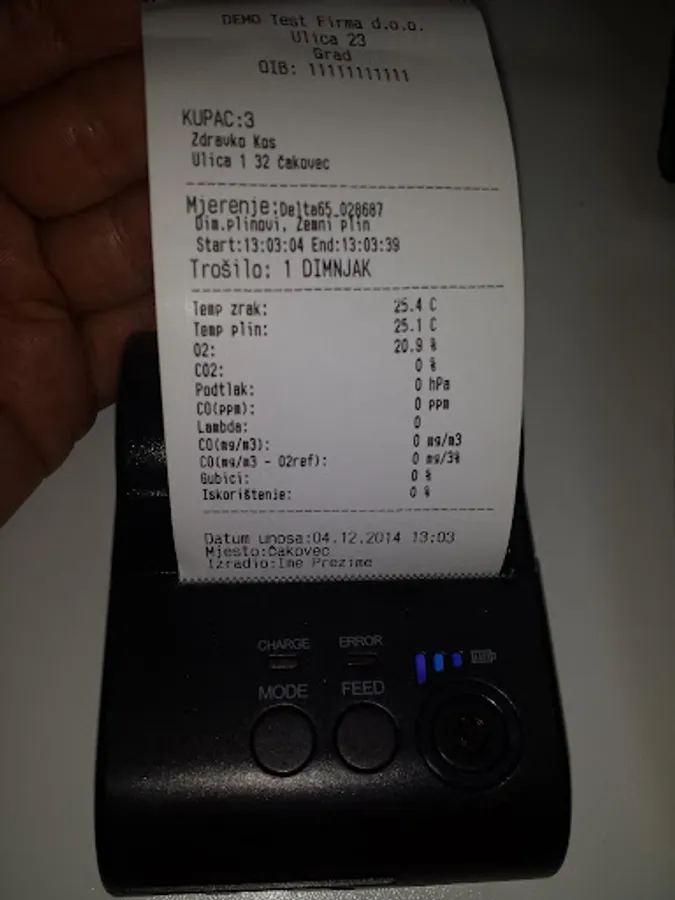 DEMO Test Firma d.o.o.
Ulica 23
Grad
OIB: 11111111111
KUPAC:3
Zdravko Kos
Ulica 1 32 čakovec
Mjerenje:Delta65_028687
Dim.plinovi, Zemni plin
Start:13:03:04 End:13:03:39
Trošilo: 1 DIMNJAK
Temp zrak: 25.4 C
Temp plin: 25.1 C
O2: 20.9 %
CO2: 0 %
Podtlak: 0 hPa
CO(ppm): 0 ppm
Lambda: 0
CO(mg/m3): 0 mg/m3
CO(mg/m3 - O2ref): 0 mg/3%
Gubici: 0 %
Iskorištenje: 0 %
Datum unosa:04.12.2014 13:03
Mjesto:Čakovec
Izradio:Ime Prezime
CHARGE ERROR
MODE FEED